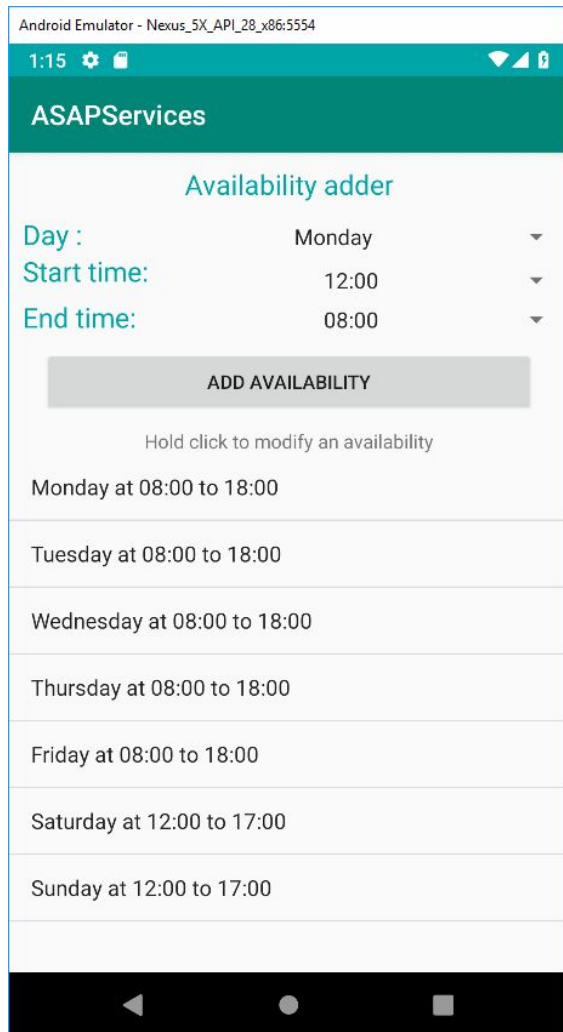 Android Emulator - Nexus_5X_API_28_x86:5554
1:15
ASAPServices
Availability adder
Day : Monday
Start time: 12:00
End time: 08:00
ADD AVAILABILITY
Hold click to modify an availability
Monday at 08:00 to 18:00
Tuesday at 08:00 to 18:00
Wednesday at 08:00 to 18:00
Thursday at 08:00 to 18:00
Friday at 08:00 to 18:00
Saturday at 12:00 to 17:00
Sunday at 12:00 to 17:00